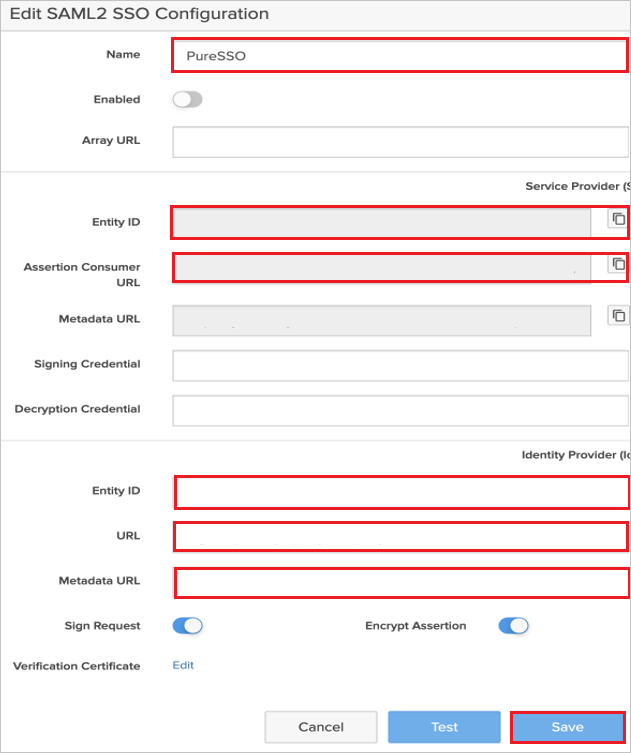 Edit SAML2 SSO Configuration
Name
PureSSO
Enabled
Array URL
Service Provider (S
Entity ID
Assertion Consumer
URL
Metadata URL
Signing Credential
Decryption Credential
Identity Provider (Ic
Entity ID
URL
Metadata URL
Sign Request
Encrypt Assertion
Verification Certificate
Edit
Cancel
Test
Save